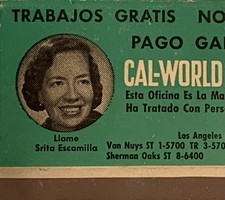 TRABAJOS GRATIS NO
PAGO GA
CAL-WORLD
Esta Oficina Es La Ma
Ha Tratado Con Pers
Llame
Srita Escamilla
Los Angeles
Van Nuys ST 1-5700 TR 3-570
Sherman Oaks ST 8-6400